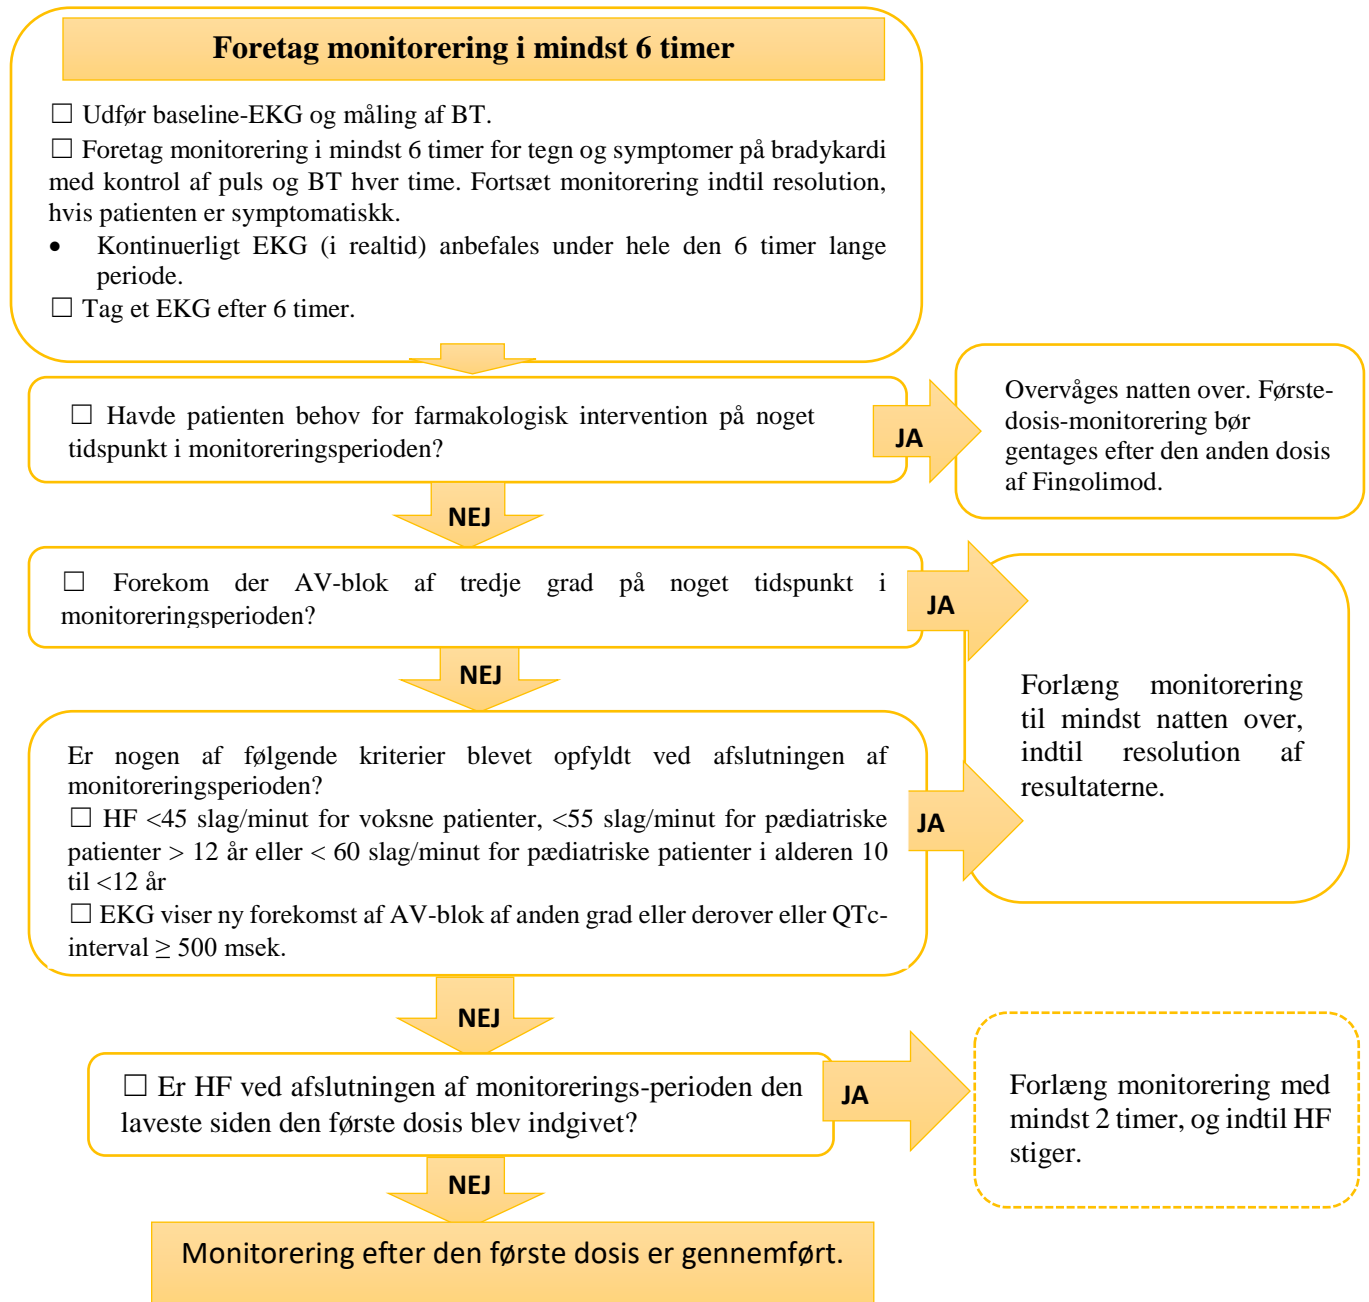 Foretag monitorering i mindst 6 timer
☐ Udfør baseline-EKG og måling af BT.
☐ Foretag monitorering i mindst 6 timer for tegn og symptomer på bradykardi
med kontrol af puls og BT hver time. Fortsæt monitorering indtil resolution,
hvis patienten er symptomatiskk.
• Kontinuerligt EKG (i realtid) anbefales under hele den 6 timer lange
periode.
☐ Tag et EKG efter 6 timer.
☐ Havde patienten behov for farmakologisk intervention på noget
tidspunkt i monitoreringsperioden?
JA
Overvåges natten over. Første-
dosis-monitorering bør
gentages efter den anden dosis
af Fingolimod.
NEJ
☐ Forekom der AV-blok af tredje grad på noget tidspunkt i
monitoreringsperioden?
JA
NEJ
Forlæng monitorering
til mindst natten over,
indtil resolution af
resultaterne.
Er nogen af følgende kriterier blevet opfyldt ved afslutningen af
monitoreringsperioden?
☐ HF <45 slag/minut for voksne patienter, <55 slag/minut for pædiatriske
patienter > 12 år eller < 60 slag/minut for pædiatriske patienter i alderen 10
til <12 år
☐ EKG viser ny forekomst af AV-blok af anden grad eller derover eller QTc-
interval ≥ 500 msek.
JA
NEJ
☐ Er HF ved afslutningen af monitorerings-perioden den
laveste siden den første dosis blev indgivet?
JA
Forlæng monitorering med
mindst 2 timer, og indtil HF
stiger.
NEJ
Monitorering efter den første dosis er gennemført.